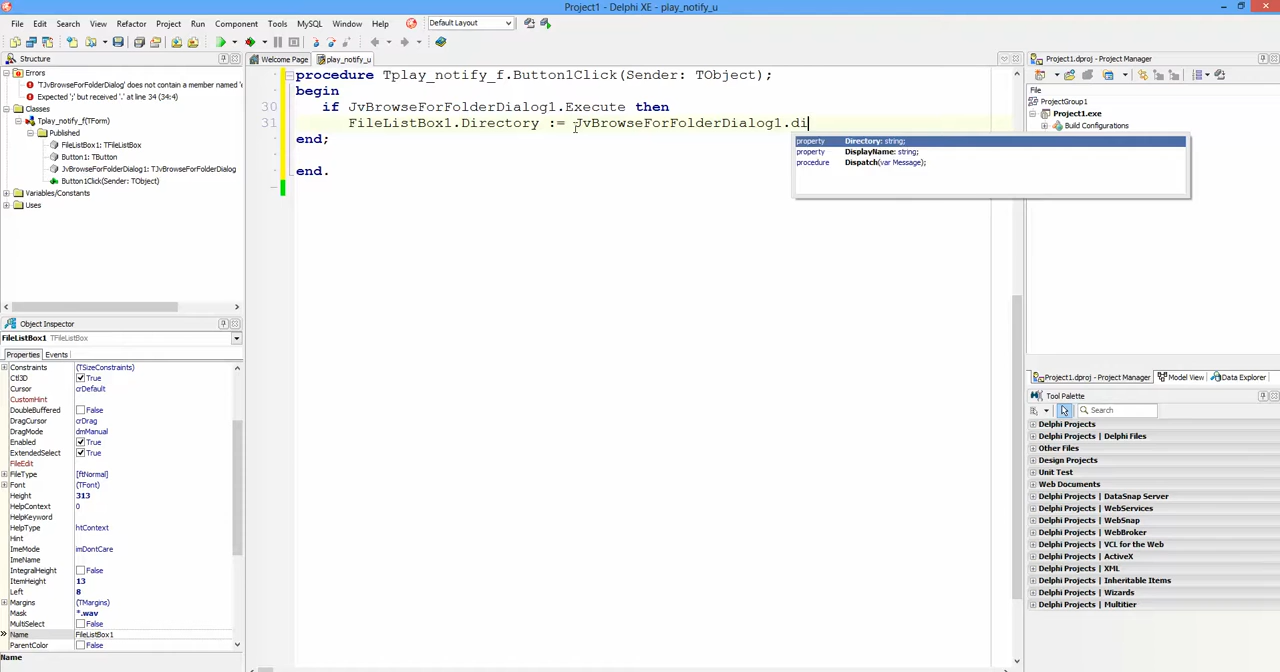 Project1 - Delphi XE - play_notify_u
File Edit Search View Refactor Project Run Component Tools MySQL Window Help Default Layout
Structure
Errors
'TJvBrowseForFolderDialog' does not contain a member named 'd
Expected ';' but received '.' at line 34 (34:4)
Classes
Tplay_notify_f(TForm)
Published
FileListBox1: TFileListBox
Button1: TButton
JvBrowseForFolderDialog1: TJvBrowseForFolderDialog
Button1Click(Sender: TObject)
Variables/Constants
Uses
Object Inspector
FileListBox1 TFileListBox
Properties Events
Constraints (TSizeConstraints)
Ctl3D True
Cursor crDefault
CustomHint
DoubleBuffered False
DragCursor crDrag
DragMode dmManual
Enabled True
ExtendedSelect True
FileEdit
FileType [ftNormal]
Font (TFont)
Height 313
HelpContext 0
HelpKeyword
HelpType htContext
Hint
ImeMode imDontCare
ImeName
IntegralHeight False
ItemHeight 13
Left 8
Margins (TMargins)
Mask *.wav
MultiSelect False
Name FileListBox1
ParentColor False
Name
Welcome Page play_notify_u
procedure Tplay_notify_f.Button1Click(Sender: TObject);
begin
30 if JvBrowseForFolderDialog1.Execute then
31 FileListBox1.Directory := JvBrowseForFolderDialog1.di
end;
end.
property Directory: string;
property DisplayName: string;
procedure Dispatch(var Message);
Project1.dproj - Project Manager
File
ProjectGroup1
Project1.exe
Build Configurations
Project1.dproj - Project Manager Model View Data Explorer
Tool Palette
Search
Delphi Projects
Delphi Projects | Delphi Files
Other Files
Design Projects
Unit Test
Web Documents
Delphi Projects | DataSnap Server
Delphi Projects | WebServices
Delphi Projects | WebSnap
Delphi Projects | WebBroker
Delphi Projects | VCL for the Web
Delphi Projects | ActiveX
Delphi Projects | XML
Delphi Projects | Inheritable Items
Delphi Projects | Wizards
Delphi Projects | Multitier